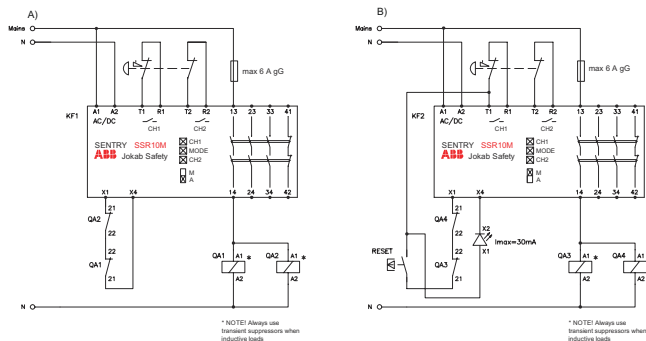 A)
Mains
N
max 6 A gG
A1 A2 T1 R1 T2 R2 13 23 33 41
KF1
AC/DC
CH1 CH2
SENTRY SSR10M
ABB Jokab Safety
CH1
MODE
CH2
M
A
X1 X4 14 24 34 42
21
QA2
22
22
QA1
21
QA1 A1 * QA2 A1 *
A2 A2
N
* NOTE! Always use
transient suppressors when
inductive loads
B)
Mains
N
max 6 A gG
A1 A2 T1 R1 T2 R2 13 23 33 41
KF2
AC/DC
CH1 CH2
SENTRY SSR10M
ABB Jokab Safety
CH1
MODE
CH2
M
A
X1 X4 14 24 34 42
21
QA4
22
X2
Imax=30mA
X1
RESET
22
QA3
21
QA3 A1 * QA4 A1
A2 A2
N
* NOTE! Always use
transient suppressors when
inductive loads